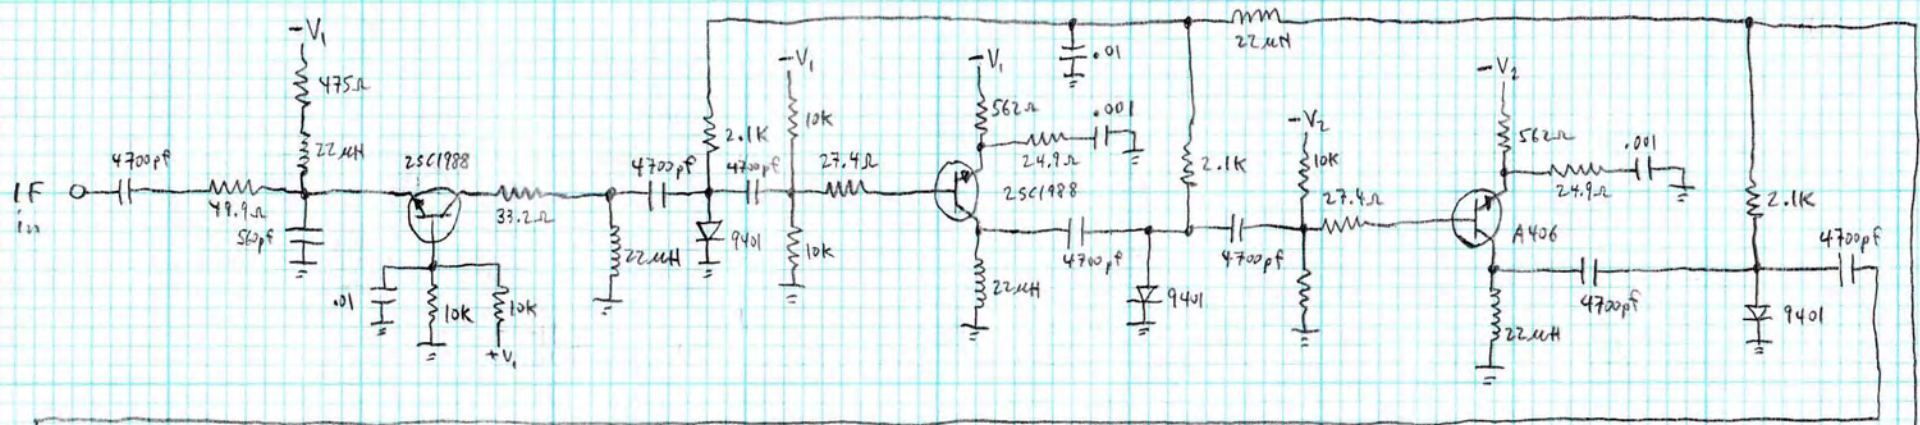 -V₁
475Ω
22μH
4700pf
IF
in
49.9Ω
560pf
2SC1988
.01
10K
10K
+V₁
33.2Ω
22μH
4700pf
2.1K
9401
4700pf
-V₁
10K
10K
27.4Ω
-V₁
562Ω
24.9Ω
.001
2SC1988
22μH
.01
4700pf
9401
2.1K
22μH
4700pf
-V₂
10K
27.4Ω
-V₂
562Ω
24.9Ω
.001
A406
22μH
4700pf
2.1K
9401
4700pf